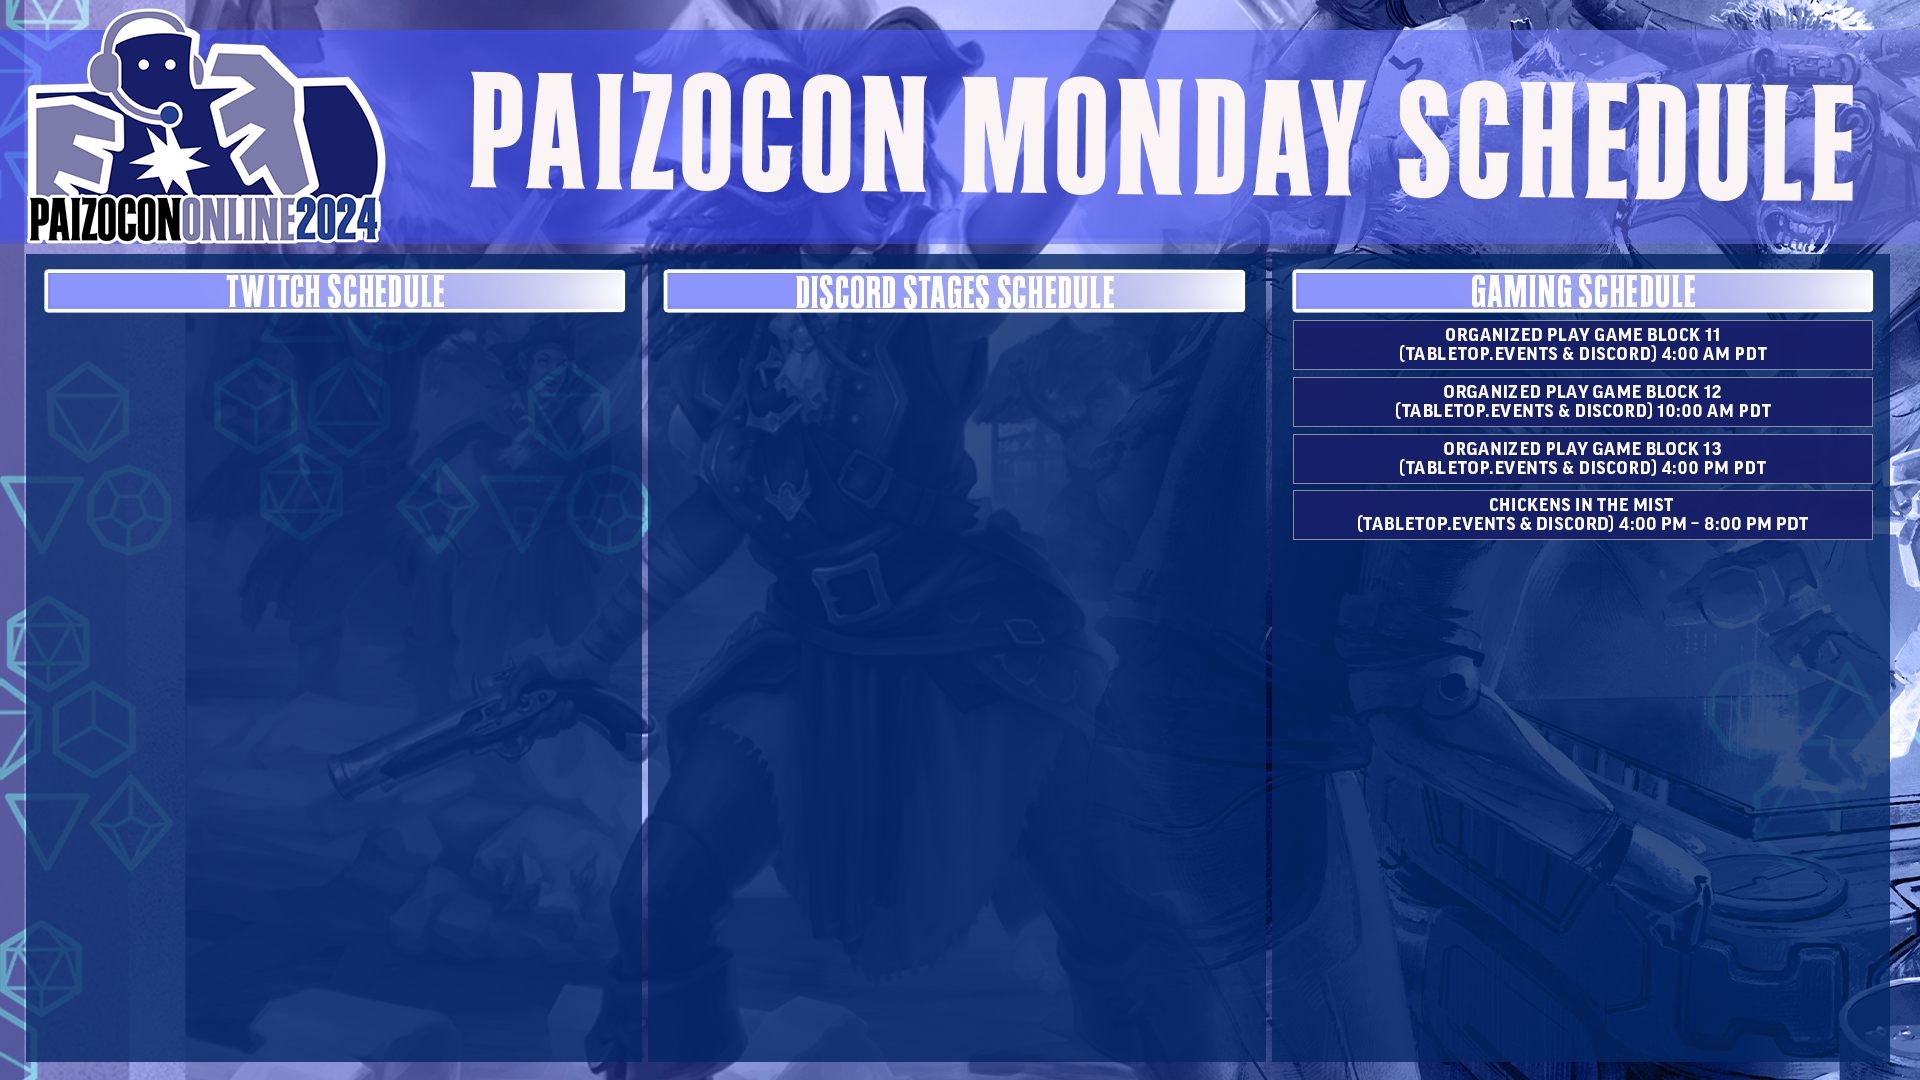 PAIZOCON MONDAY SCHEDULE
PAIZOCONONLINE2024
TWITCH SCHEDULE
DISCORD STAGES SCHEDULE
GAMING SCHEDULE
ORGANIZED PLAY GAME BLOCK 11
(TABLETOP.EVENTS & DISCORD) 4:00 AM PDT
ORGANIZED PLAY GAME BLOCK 12
(TABLETOP.EVENTS & DISCORD) 10:00 AM PDT
ORGANIZED PLAY GAME BLOCK 13
(TABLETOP.EVENTS & DISCORD) 4:00 PM PDT
CHICKENS IN THE MIST
(TABLETOP.EVENTS & DISCORD) 4:00 PM – 8:00 PM PDT